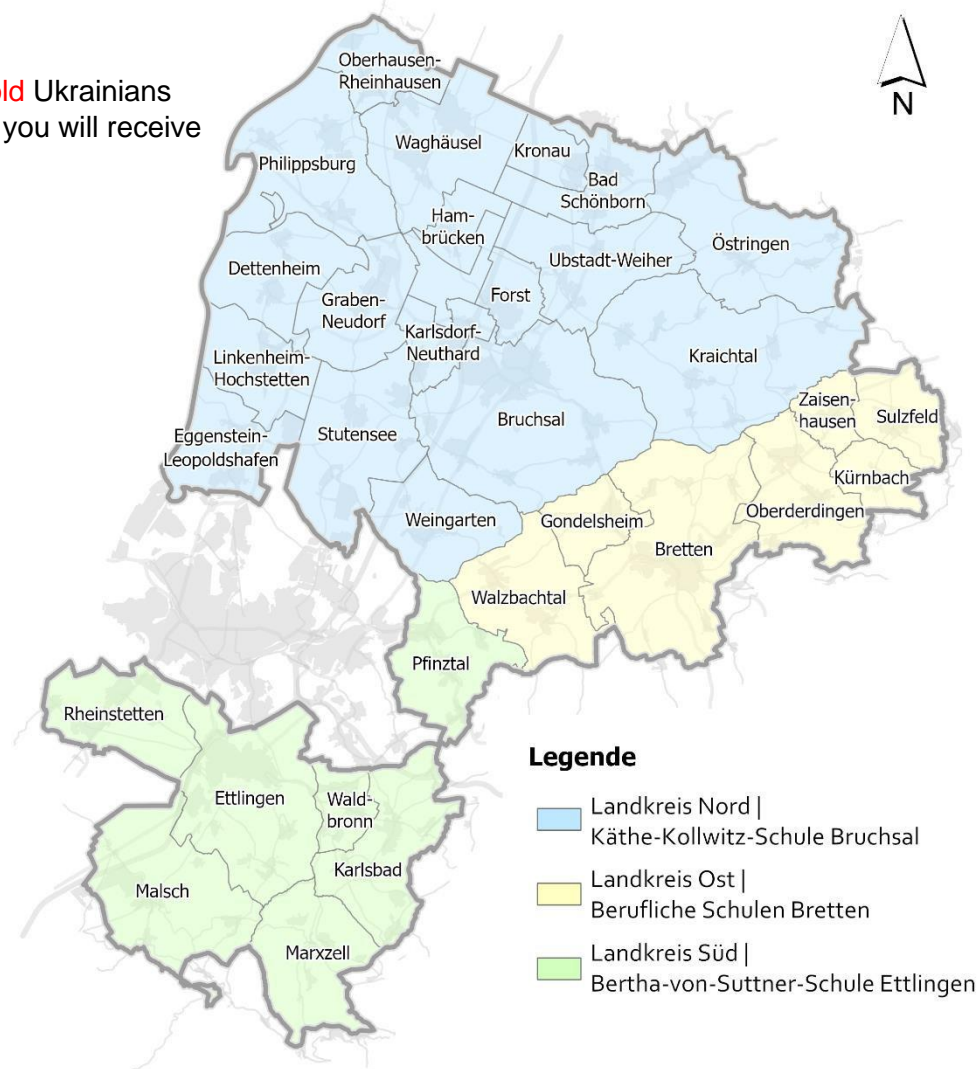 old Ukrainians
you will receive
N
Oberhausen-
Rheinhausen
Waghäusel
Kronau
Philippsburg
Bad
Schönborn
Ham-
brücken
Östringen
Ubstadt-Weiher
Dettenheim
Forst
Graben-
Neudorf
Karlsdorf-
Neuthard
Linkenheim-
Hochstetten
Kraichtal
Zaisen-
hausen
Sulzfeld
Bruchsal
Stutensee
Eggenstein-
Leopoldshafen
Kürnbach
Weingarten
Gondelsheim
Oberderdingen
Bretten
Walzbachtal
Pfinztal
Rheinstetten
Ettlingen
Wald-
bronn
Karlsbad
Malsch
Marxzell
Legende
Landkreis Nord |
Käthe-Kollwitz-Schule Bruchsal
Landkreis Ost |
Berufliche Schulen Bretten
Landkreis Süd |
Bertha-von-Suttner-Schule Ettlingen